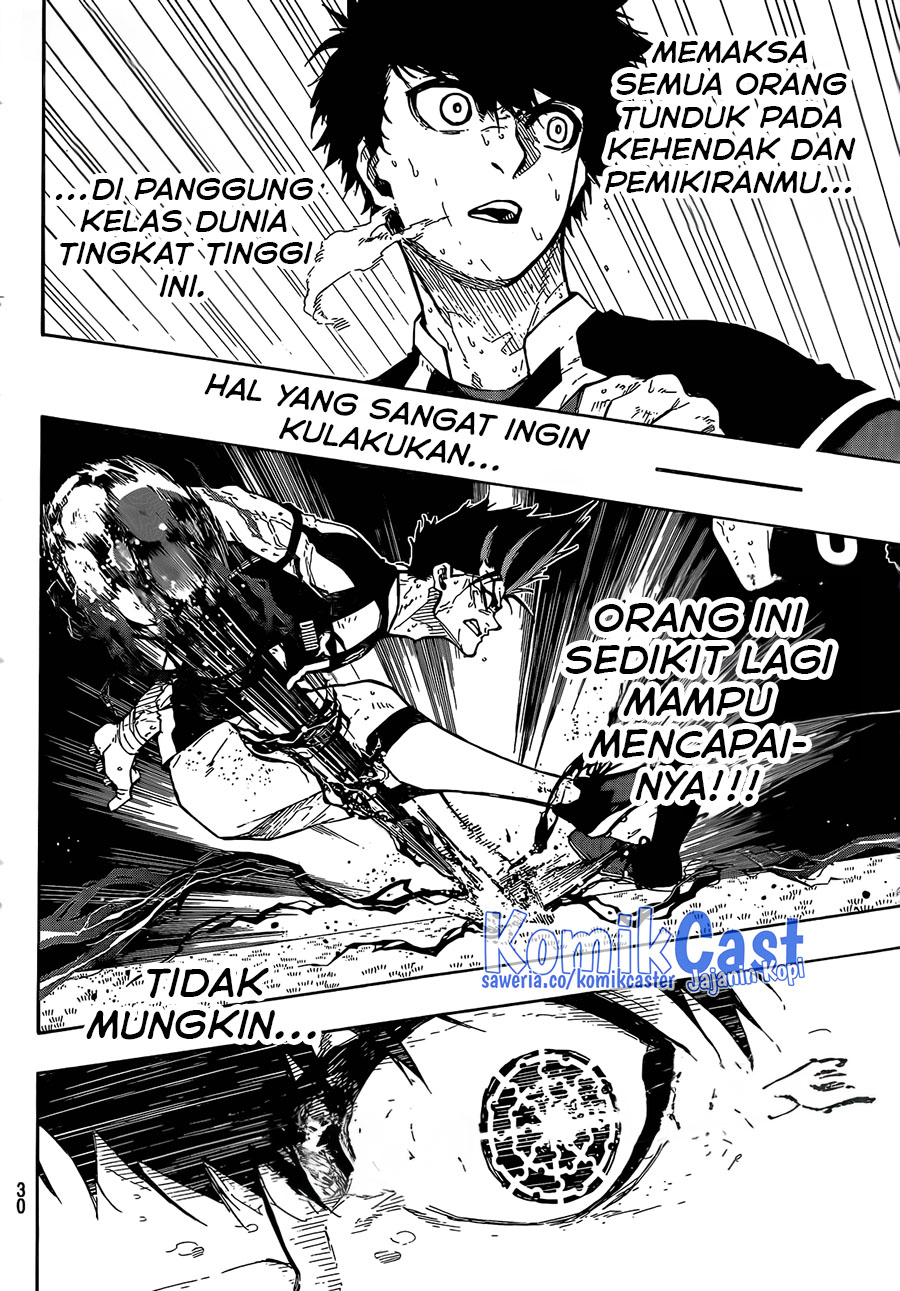 MEMAKSA
SEMUA ORANG
TUNDUK PADA
KEHENDAK DAN
PEMIKIRANMU...
...DI PANGGUNG
KELAS DUNIA
TINGKAT TINGGI
INI.
HAL YANG SANGAT INGIN
KULAKUKAN...
ORANG INI
SEDIKIT LAGI
MAMPU
MENCAPAI-
NYA!!!
KomikCast
saweria.co/komikcaster Jajanin Kopi
TIDAK
MUNGKIN...
30